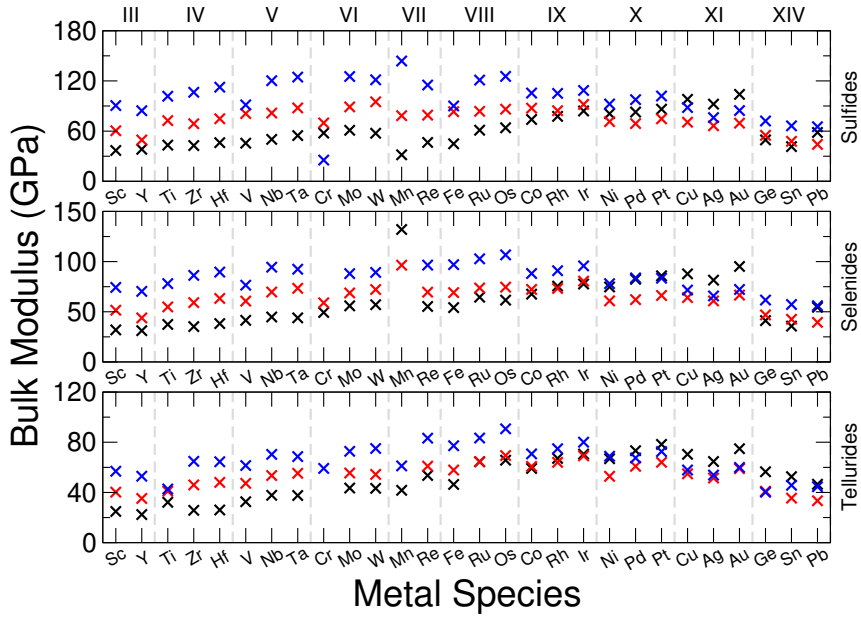 III IV V VI VII VIII IX X XI XIV
180
120
60
0
Sulfides
Sc Y Ti Zr Hf V Nb Ta Cr Mo W Mn Re Fe Ru Os Co Rh Ir Ni Pd Pt Cu Ag Au Ge Sn Pb
150
100
50
0
Selenides
Sc Y Ti Zr Hf V Nb Ta Cr Mo W Mn Re Fe Ru Os Co Rh Ir Ni Pd Pt Cu Ag Au Ge Sn Pb
120
80
40
0
Tellurides
Sc Y Ti Zr Hf V Nb Ta Cr Mo W Mn Re Fe Ru Os Co Rh Ir Ni Pd Pt Cu Ag Au Ge Sn Pb
Bulk Modulus (GPa)
Metal Species